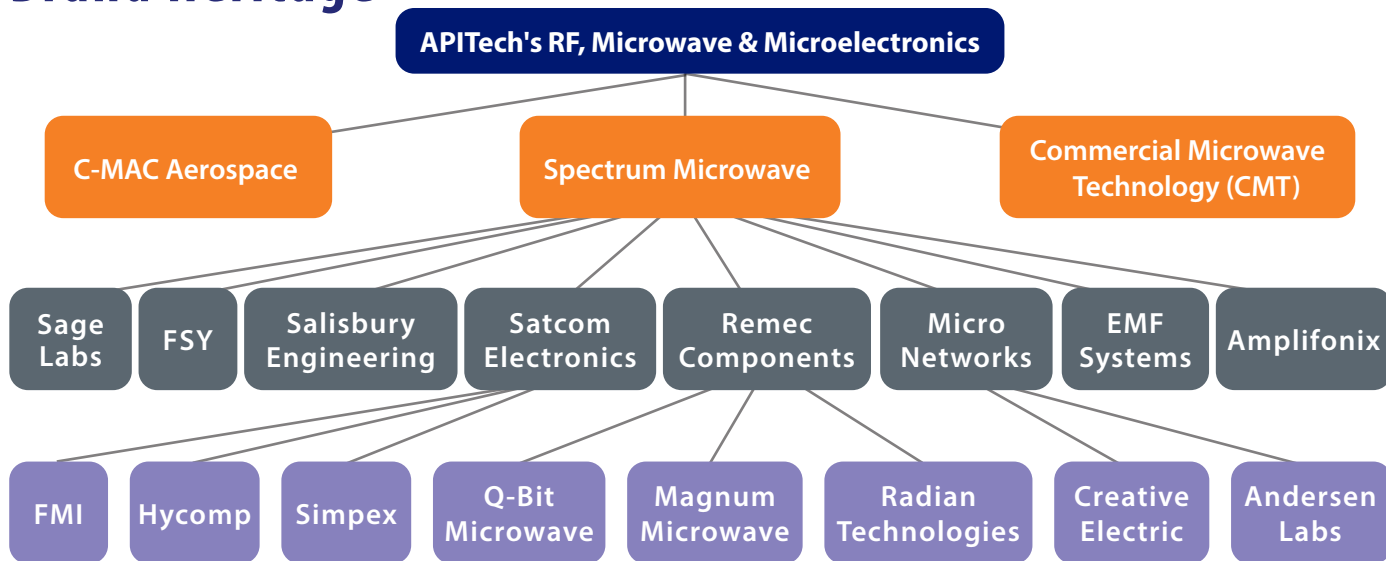 APITech's RF, Microwave & Microelectronics
C-MAC Aerospace
Spectrum Microwave
Commercial Microwave
Technology (CMT)
Sage
Labs
FSY
Salisbury
Engineering
Satcom
Electronics
Remec
Components
Micro
Networks
EMF
Systems
Amplifonix
FMI
Hycomp
Simpex
Q-Bit
Microwave
Magnum
Microwave
Radian
Technologies
Creative
Electric
Andersen
Labs